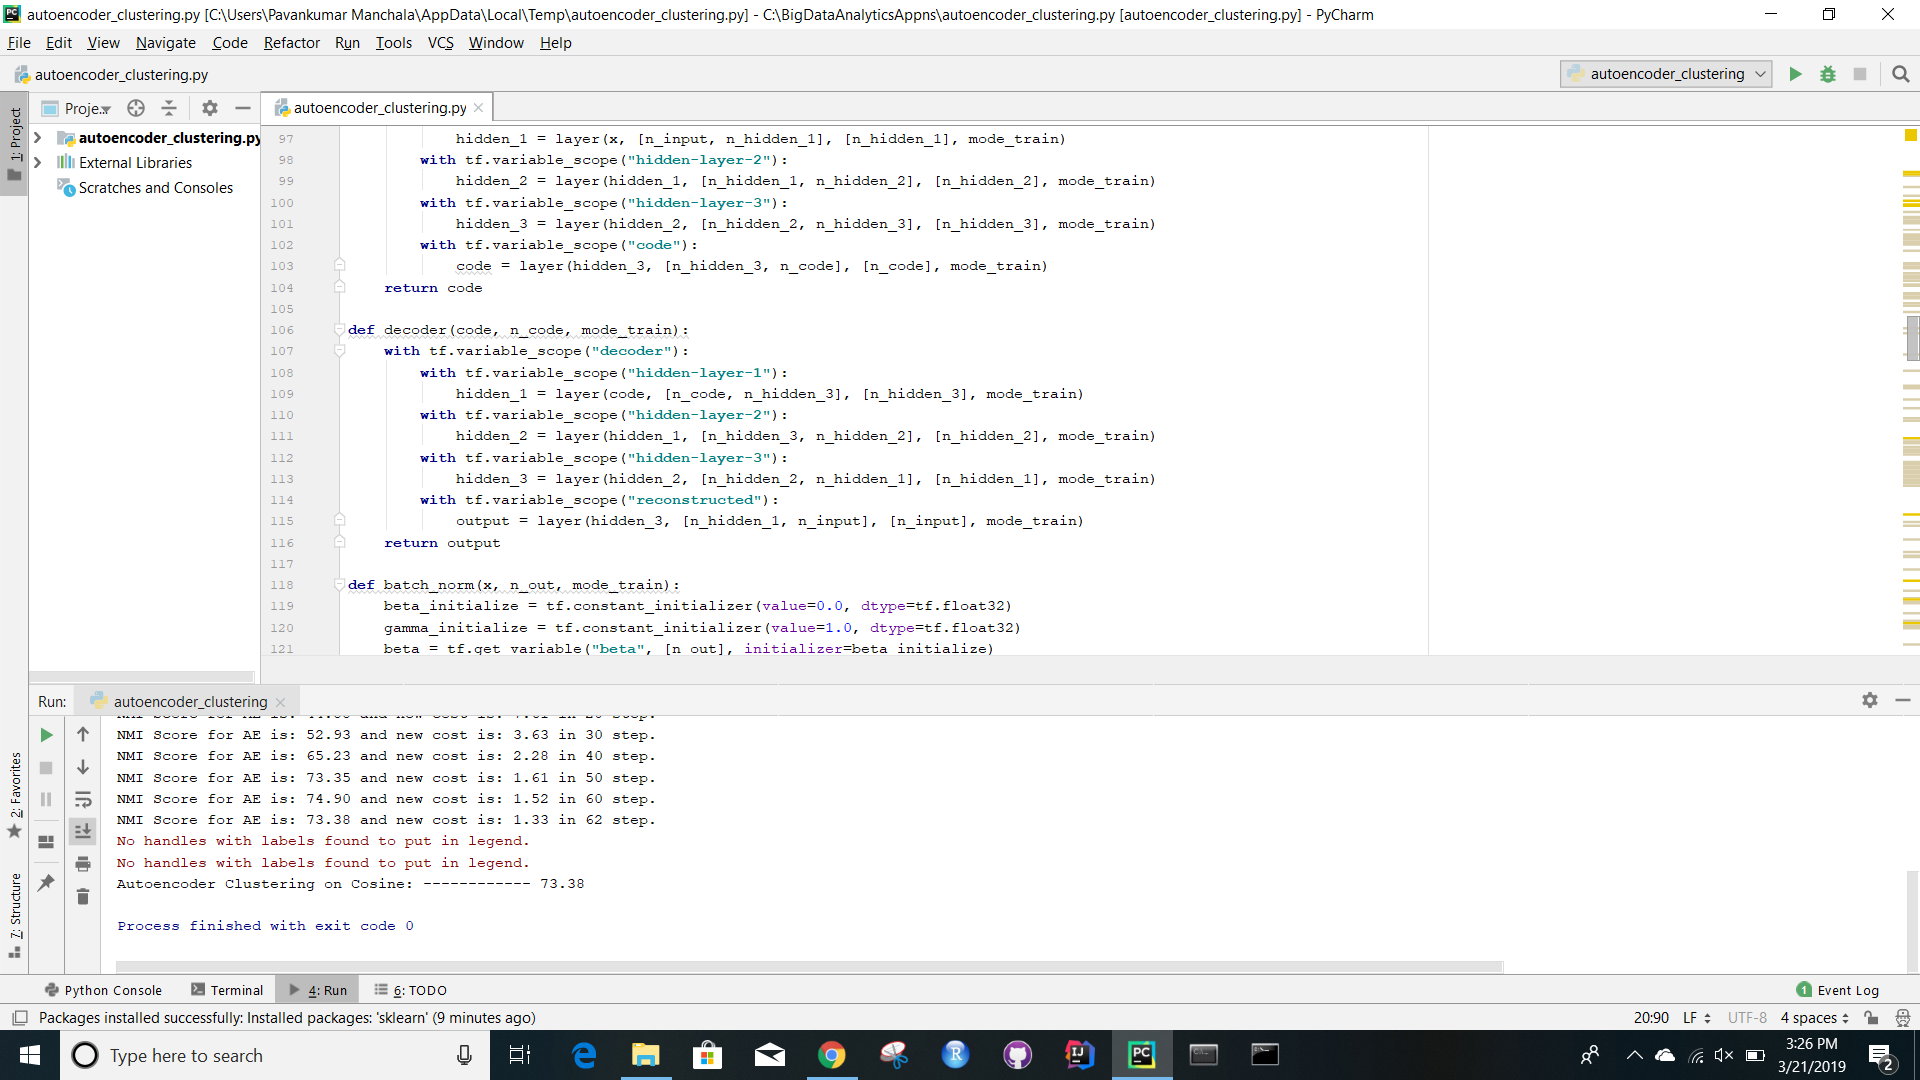 autoencoder_clustering.py [C:\Users\Pavankumar Manchala\AppData\Local\Temp\autoencoder_clustering.py] - C:\BigDataAnalyticsAppns\autoencoder_clustering.py [autoencoder_clustering.py] - PyCharm
File Edit View Navigate Code Refactor Run Tools VCS Window Help
autoencoder_clustering.py
autoencoder_clustering
1: Project
Proje...
autoencoder_clustering.py
External Libraries
Scratches and Consoles
autoencoder_clustering.py
97 hidden_1 = layer(x, [n_input, n_hidden_1], [n_hidden_1], mode_train)
98 with tf.variable_scope("hidden-layer-2"):
99 hidden_2 = layer(hidden_1, [n_hidden_1, n_hidden_2], [n_hidden_2], mode_train)
100 with tf.variable_scope("hidden-layer-3"):
101 hidden_3 = layer(hidden_2, [n_hidden_2, n_hidden_3], [n_hidden_3], mode_train)
102 with tf.variable_scope("code"):
103 code = layer(hidden_3, [n_hidden_3, n_code], [n_code], mode_train)
104 return code
105
106 def decoder(code, n_code, mode_train):
107 with tf.variable_scope("decoder"):
108 with tf.variable_scope("hidden-layer-1"):
109 hidden_1 = layer(code, [n_code, n_hidden_3], [n_hidden_3], mode_train)
110 with tf.variable_scope("hidden-layer-2"):
111 hidden_2 = layer(hidden_1, [n_hidden_3, n_hidden_2], [n_hidden_2], mode_train)
112 with tf.variable_scope("hidden-layer-3"):
113 hidden_3 = layer(hidden_2, [n_hidden_2, n_hidden_1], [n_hidden_1], mode_train)
114 with tf.variable_scope("reconstructed"):
115 output = layer(hidden_3, [n_hidden_1, n_input], [n_input], mode_train)
116 return output
117
118 def batch_norm(x, n_out, mode_train):
119 beta_initialize = tf.constant_initializer(value=0.0, dtype=tf.float32)
120 gamma_initialize = tf.constant_initializer(value=1.0, dtype=tf.float32)
121 beta = tf.get_variable("beta", [n_out], initializer=beta_initialize)
Run: autoencoder_clustering
NMI Score for AE is: and new cost is: in 20 step.
NMI Score for AE is: 52.93 and new cost is: 3.63 in 30 step.
NMI Score for AE is: 65.23 and new cost is: 2.28 in 40 step.
NMI Score for AE is: 73.35 and new cost is: 1.61 in 50 step.
NMI Score for AE is: 74.90 and new cost is: 1.52 in 60 step.
NMI Score for AE is: 73.38 and new cost is: 1.33 in 62 step.
No handles with labels found to put in legend.
No handles with labels found to put in legend.
Autoencoder Clustering on Cosine: ------------ 73.38
Process finished with exit code 0
2: Favorites
7: Structure
Python Console Terminal 4: Run 6: TODO
1 Event Log
Packages installed successfully: Installed packages: 'sklearn' (9 minutes ago)
20:90 LF UTF-8 4 spaces
Type here to search
3:26 PM
3/21/2019
2